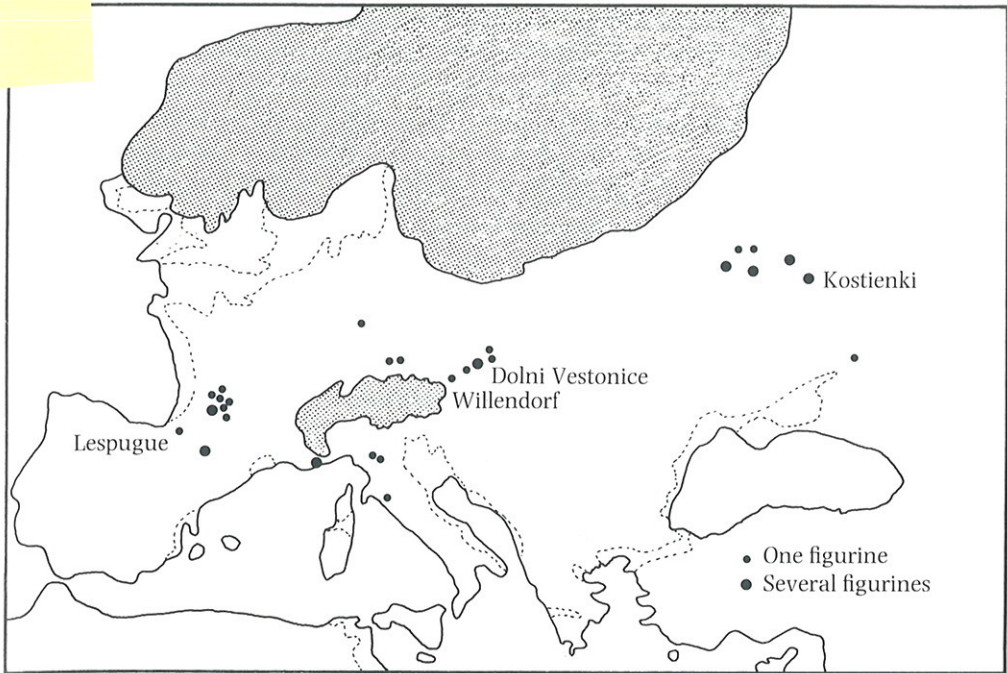 Kostienki
Dolni Vestonice
Willendorf
Lespugue
One figurine
Several figurines